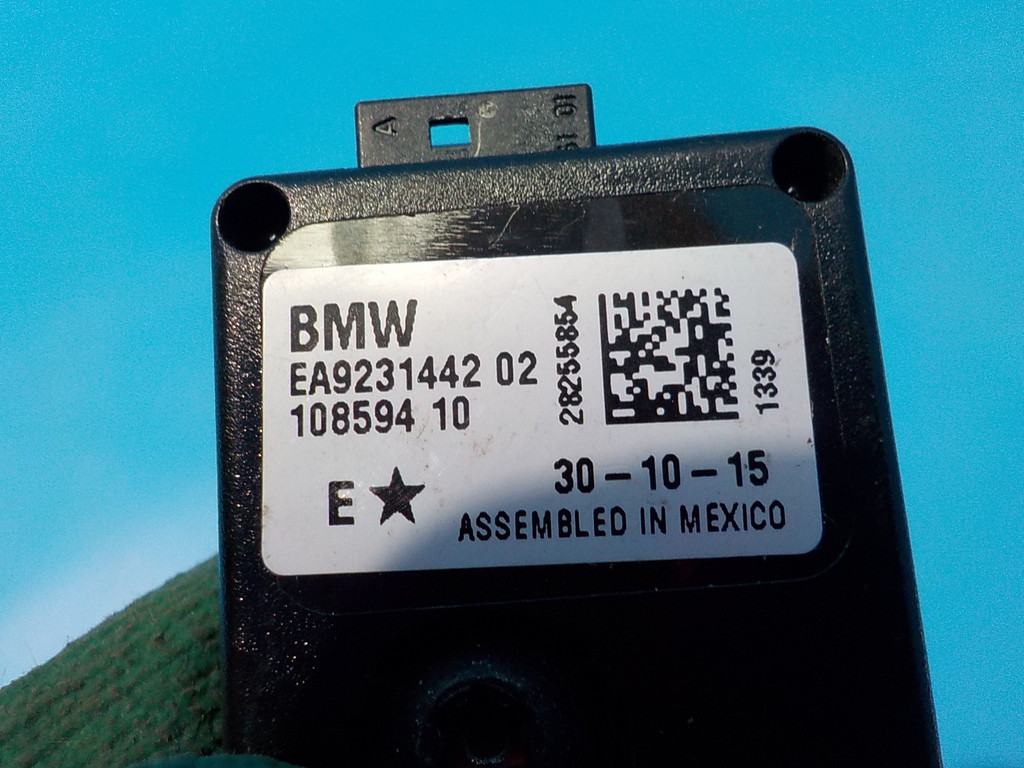 A
BMW
EA9231442 02
108594 10
28255854
1339
E★
30-10-15
ASSEMBLED IN MEXICO